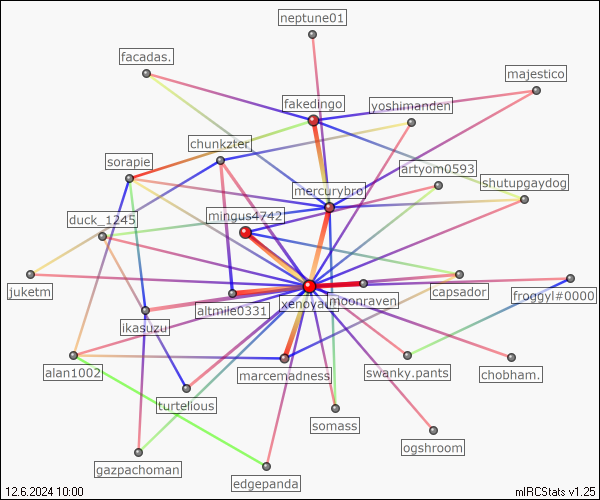 neptune01
facadas.
majestico
fakedingo
yoshimanden
chunkzter
sorapie
artyom0593
mercurybro
shutupgaydog
mingus4742
duck_1245
juketm
altmile0331
moonraven
capsador
froggyl#0000
ikasuzu
alan1002
marcemadness
swanky.pants
chobham.
turtelious
somass
ogshroom
gazpachoman
edgepanda
12.6.2024 10:00
mIRCStats v1.25